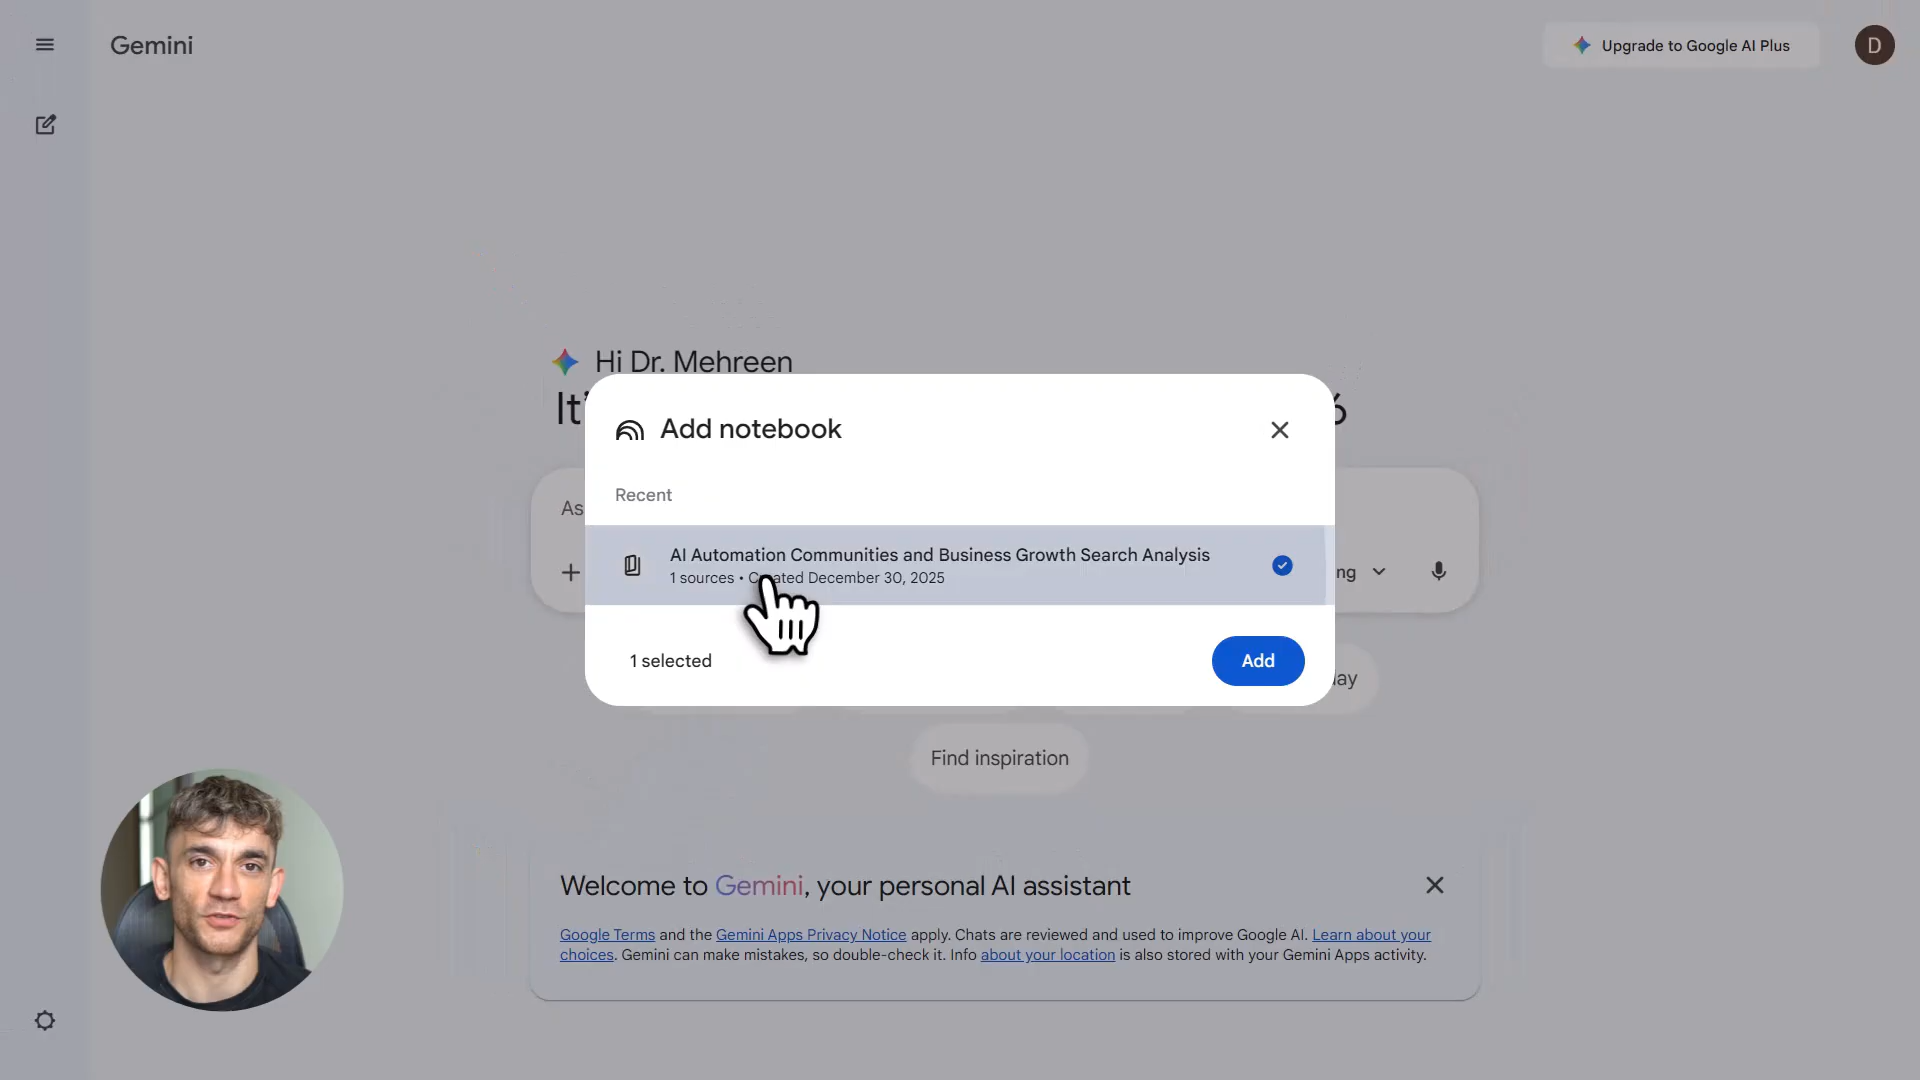 Gemini
Upgrade to Google AI Plus
D
Hi Dr. Mehreen
Add notebook
Recent
AI Automation Communities and Business Growth Search Analysis
1 sources • Created December 30, 2025
1 selected
Add
Find inspiration
Welcome to Gemini, your personal AI assistant
Google Terms and the Gemini Apps Privacy Notice apply. Chats are reviewed and used to improve Google AI. Learn about your
choices. Gemini can make mistakes, so double-check it. Info about your location is also stored with your Gemini Apps activity.